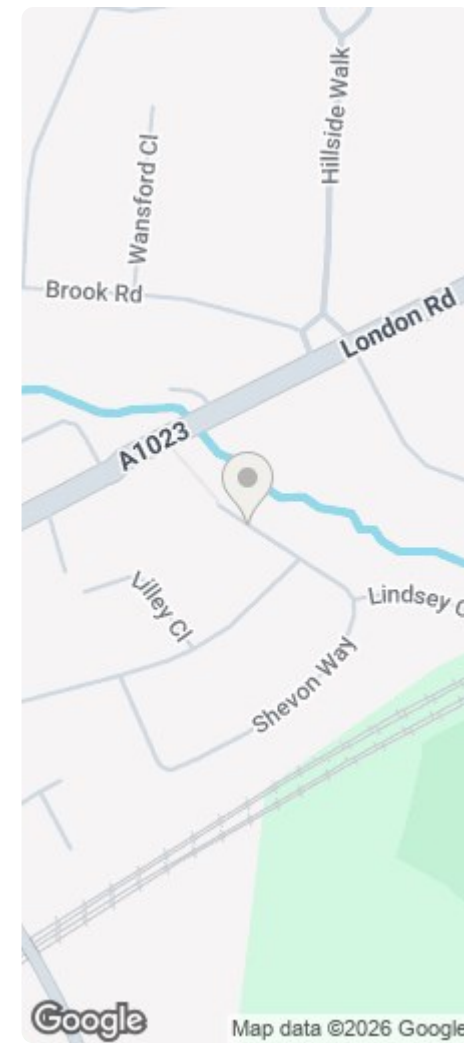 Hillside Walk
Wansford Cl
Brook Rd
London Rd
A1023
Lindsey C
Lilley Cl
Shevon Way
Google
Map data ©2026 Google